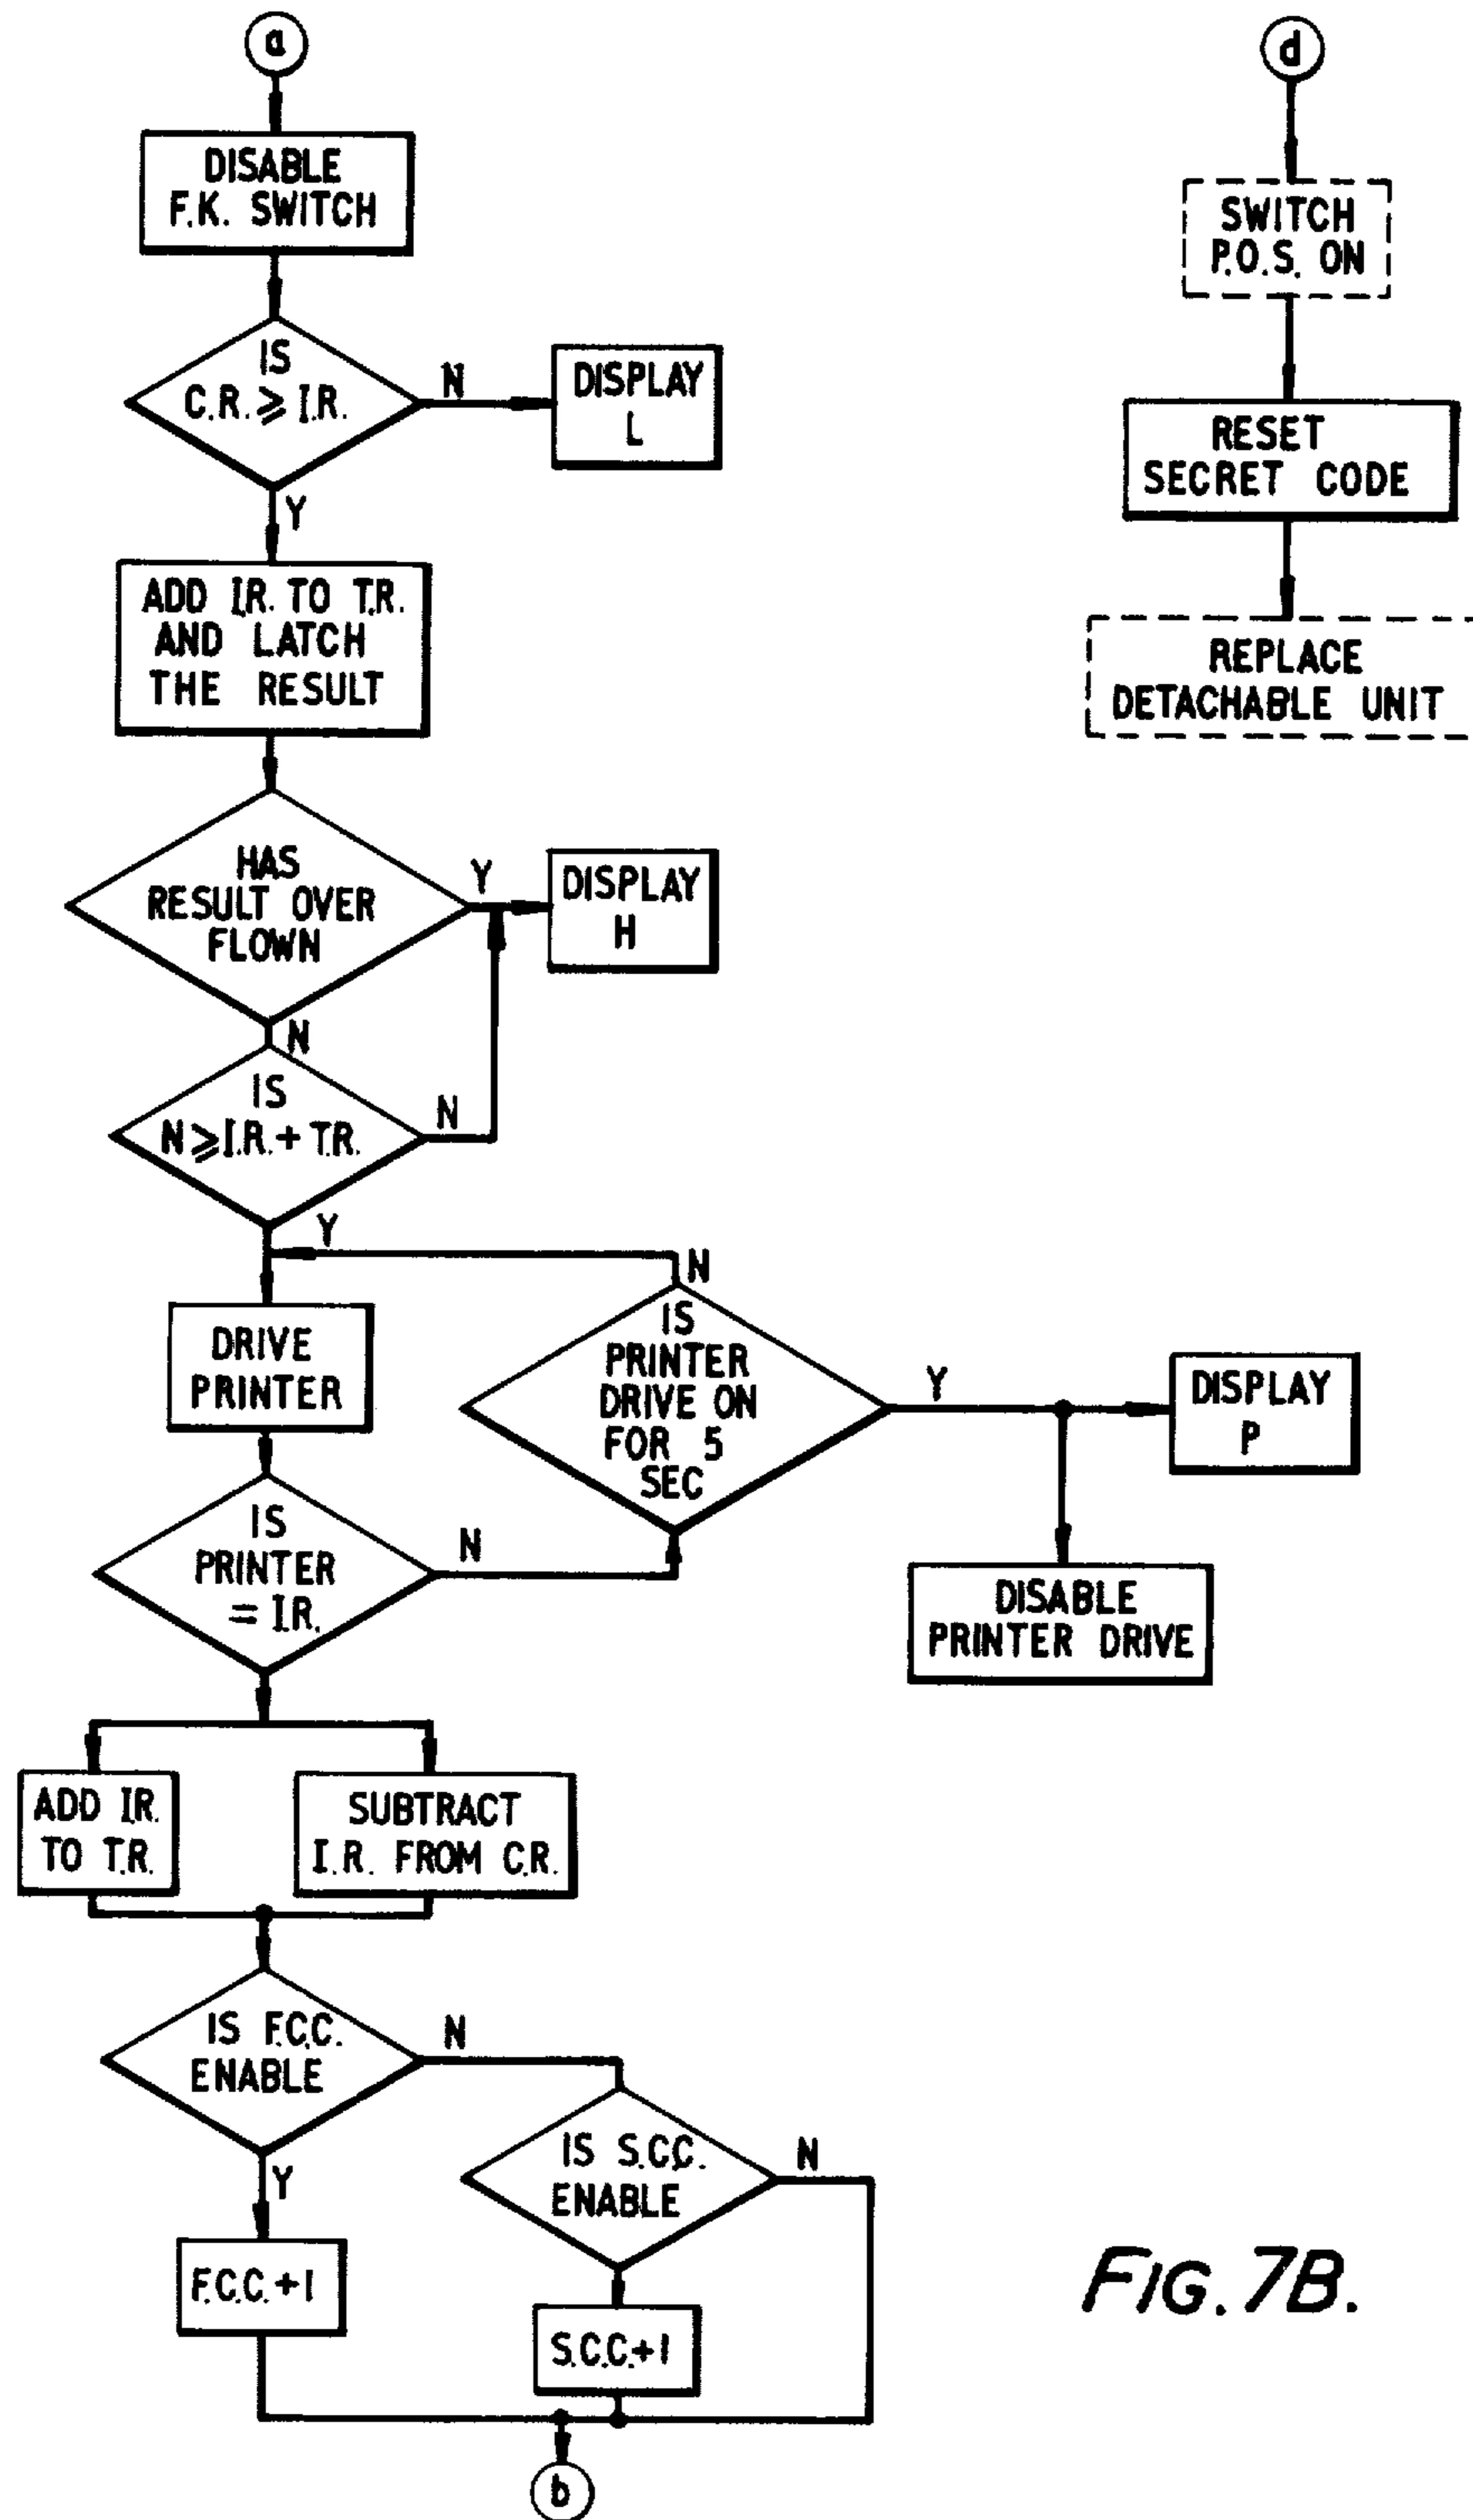 a
DISABLE
F.K. SWITCH
IS
C.R. ⩾ I.R.
N
DISPLAY
L
Y
ADD I.R. TO T.R.
AND LATCH
THE RESULT
HAS
RESULT OVER
FLOWN
Y
DISPLAY
H
N
IS
N ⩾ I.R. + T.R.
N
Y
DRIVE
PRINTER
N
IS
PRINTER
DRIVE ON
FOR 5
SEC
Y
DISPLAY
P
DISABLE
PRINTER DRIVE
IS
PRINTER
= I.R.
N
ADD I.R.
TO T.R.
SUBTRACT
I.R. FROM C.R.
IS F.C.C.
ENABLE
N
Y
F.C.C. + 1
IS S.C.C.
ENABLE
N
S.C.C. + 1
b
d
SWITCH
P.O.S. ON
RESET
SECRET CODE
REPLACE
DETACHABLE UNIT
FIG. 7B.